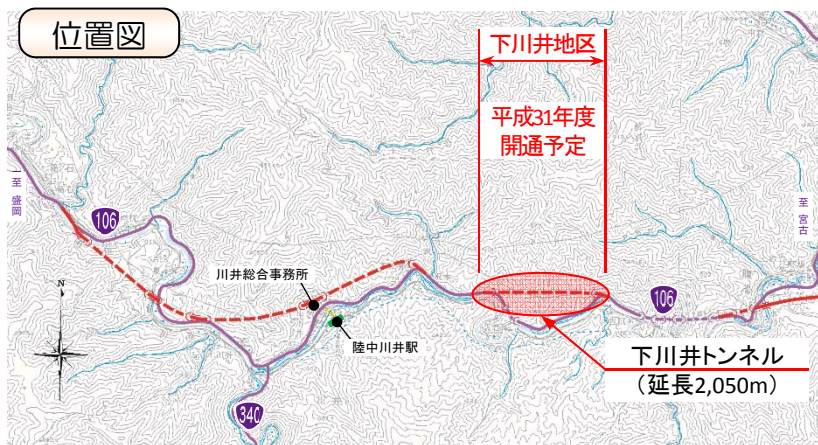 位置図
下川井地区
平成31年度
開通予定
至 盛岡
106
至 宮古
川井総合事務所
106
N
陸中川井駅
下川井トンネル
（延長2,050m）
340